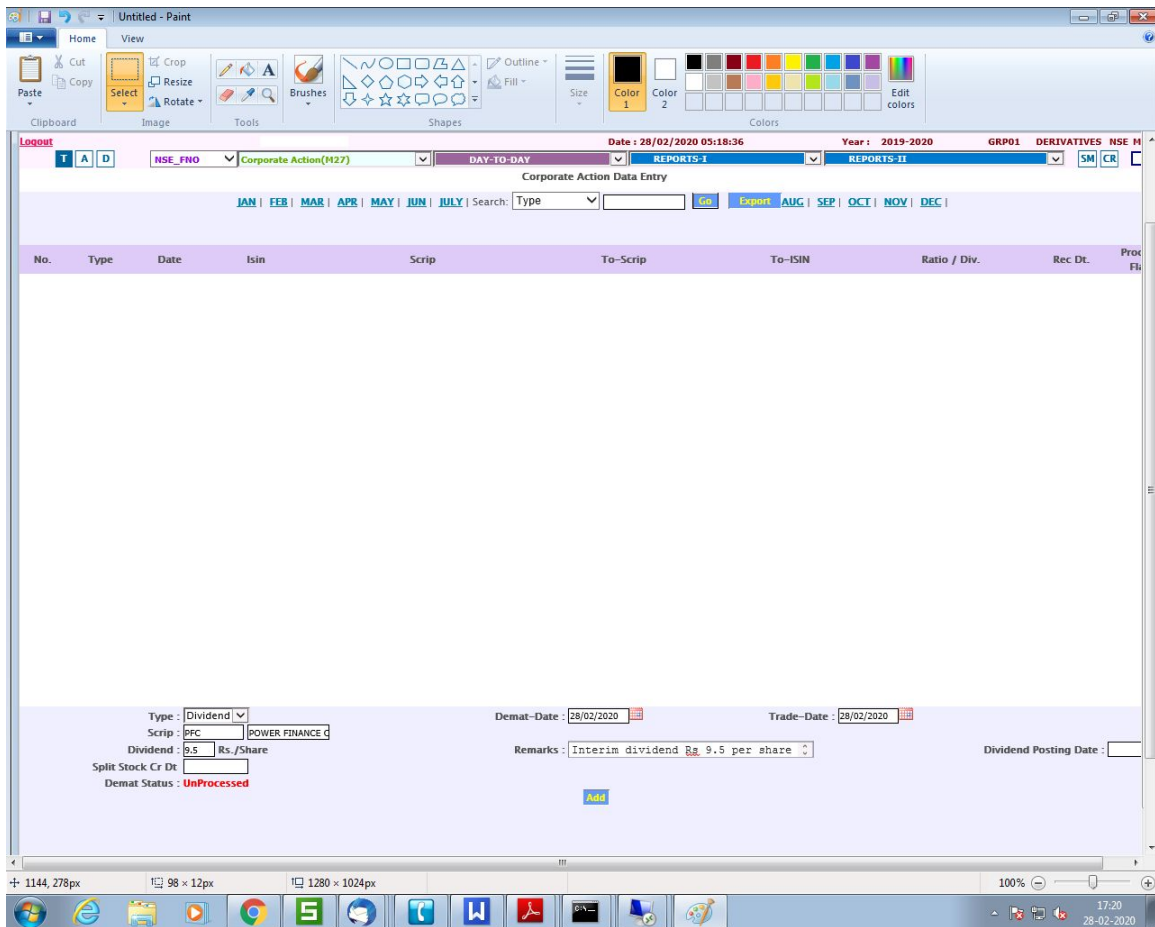 Untitled - Paint
Home View
Paste
Cut
Copy
Clipboard
Select
Crop
Resize
Rotate
Image
A
Tools
Brushes
Outline
Fill
Shapes
Size
Color 1
Color 2
Edit colors
Colors
Logout Date : 28/02/2020 05:18:36 Year : 2019-2020 GRP01 DERIVATIVES NSE M
T A D NSE_FNO Corporate Action(M27) DAY-TO-DAY REPORTS-I REPORTS-II SM CR
Corporate Action Data Entry
JAN | FEB | MAR | APR | MAY | JUN | JULY | Search: Type Go Export AUG | SEP | OCT | NOV | DEC |
No. Type Date Isin Scrip To-Scrip To-ISIN Ratio / Div. Rec Dt. Proc
Fla
Type : Dividend Demat-Date : 28/02/2020 Trade-Date : 28/02/2020
Scrip : PFC POWER FINANCE C
Dividend : 9.5 Rs./Share Remarks : Interim dividend Rs 9.5 per share Dividend Posting Date :
Split Stock Cr Dt
Demat Status : UnProcessed
Add
1144, 278px 98 × 12px 1280 × 1024px 100%
17:20
28-02-2020